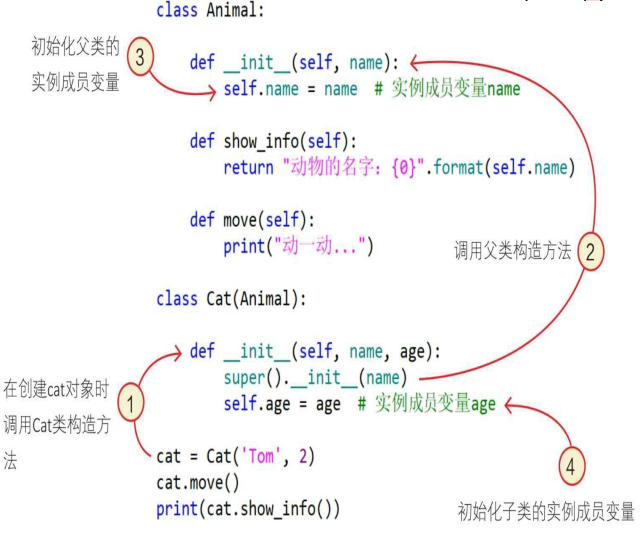 class Animal:
初始化父类的
实例成员变量
3
def __init__(self, name):
self.name = name  # 实例成员变量name
def show_info(self):
return "动物的名字: {0}".format(self.name)
def move(self):
print("动一动...")
调用父类构造方法
2
class Cat(Animal):
def __init__(self, name, age):
super().__init__(name)
self.age = age  # 实例成员变量age
在创建cat对象时
调用Cat类构造方
法
1
cat = Cat('Tom', 2)
cat.move()
print(cat.show_info())
4
初始化子类的实例成员变量